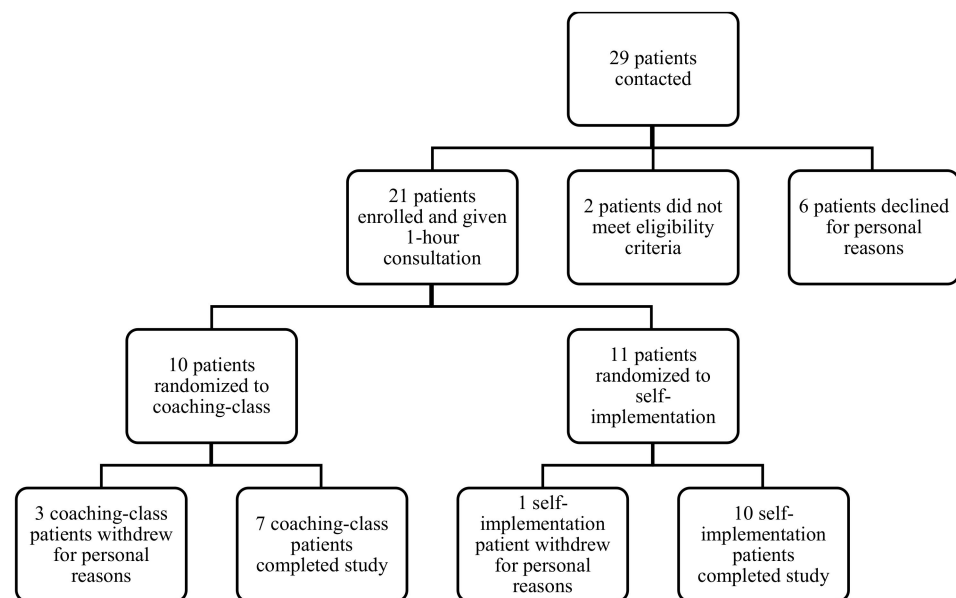 29 patients
contacted
21 patients
enrolled and given
1-hour
consultation
2 patients did not
meet eligibility
criteria
6 patients declined
for personal
reasons
10 patients
randomized to
coaching-class
11 patients
randomized to
self-
implementation
3 coaching-class
patients withdrew
for personal
reasons
7 coaching-class
patients
completed study
1 self-
implementation
patient withdrew
for personal
reasons
10 self-
implementation
patients
completed study